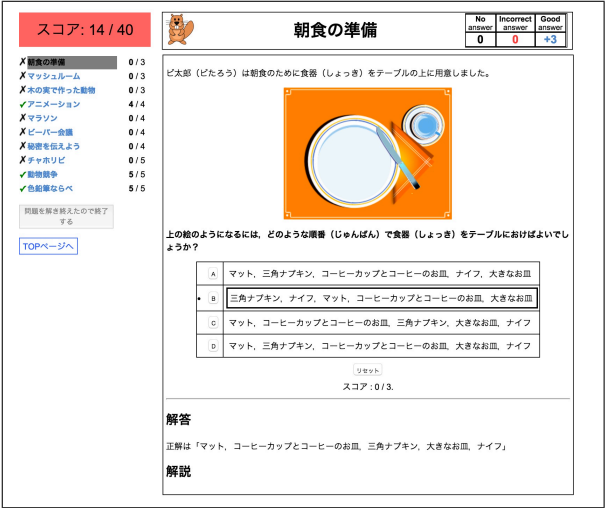 スコア: 14 / 40
✗朝食の準備 0 / 3
✗マッシュルーム 0 / 3
✗木の実で作った動物 0 / 3
✓アニメーション 4 / 4
✗マラソン 0 / 4
✗ビーバー会議 0 / 4
✗秘密を伝えよう 0 / 4
✗チャホリビ 0 / 5
✓動物競争 5 / 5
✓色鉛筆ならべ 5 / 5
問題を解き終えたので終了
する
TOPページへ
朝食の準備
No answer Incorrect answer Good answer
0 0 +3
ビ太郎（ビたろう）は朝食のために食器（しょっき）をテーブルの上に用意しました。
上の絵のようになるには，どのような順番（じゅんばん）で食器（しょっき）をテーブルにおけばよいでし
ょうか？
A マット，三角ナプキン，コーヒーカップとコーヒーのお皿，ナイフ，大きなお皿
B 三角ナプキン，ナイフ，マット，コーヒーカップとコーヒーのお皿，大きなお皿
C マット，コーヒーカップとコーヒーのお皿，三角ナプキン，大きなお皿，ナイフ
D マット，三角ナプキン，コーヒーカップとコーヒーのお皿，大きなお皿，ナイフ
リセット
スコア : 0 / 3.
解答
正解は「マット，コーヒーカップとコーヒーのお皿，三角ナプキン，大きなお皿，ナイフ」
解説